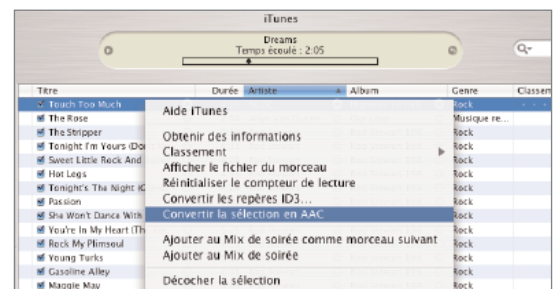 iTunes
Dreams
Temps écoulé : 2:05
Titre Durée Artiste Album Genre Classem
Touch Too Much Rock
The Rose Musique re...
The Stripper Rock
Tonight I'm Yours (Do Rock
Sweet Little Rock And Rock
Hot Legs Rock
Tonight's The Night (G Rock
Passion Rock
She Won't Dance With Rock
You're In My Heart (Th Rock
Rock My Plimsoul Rock
Young Turks Rock
Gasoline Alley Rock
Maggie May Rock
Aide iTunes
Obtenir des informations
Classement
Afficher le fichier du morceau
Réinitialiser le compteur de lecture
Convertir les repères ID3...
Convertir la sélection en AAC
Ajouter au Mix de soirée comme morceau suivant
Ajouter au Mix de soirée
Décocher la sélection